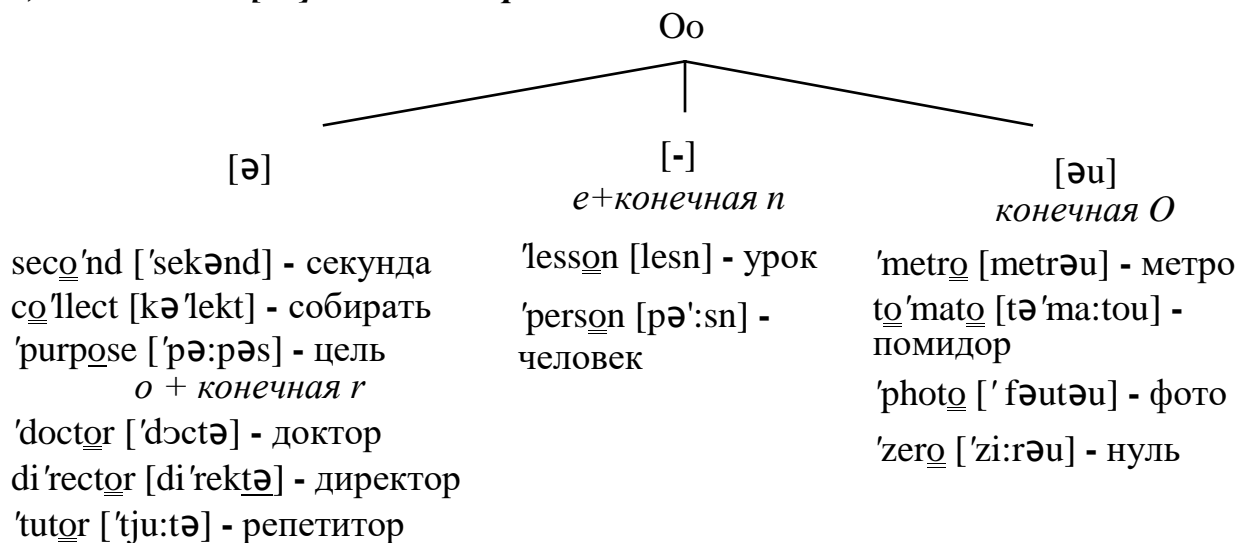 Oo
[ə]
seco'nd ['sekənd] - секунда
co'llect [kə'lekt] - собирать
'purpose ['pə:pəs] - цель
o + конечная r
'doctor ['dɔctə] - доктор
di'rector [di'rektə] - директор
'tutor ['tju:tə] - репетитор
[-]
е+конечная n
'lesson [lesn] - урок
'person [pə':sn] -
человек
[əu]
конечная О
'metro [metrəu] - метро
to'mato [tə'ma:tou] -
помидор
'photo [' fəutəu] - фото
'zero ['zi:rəu] - нуль